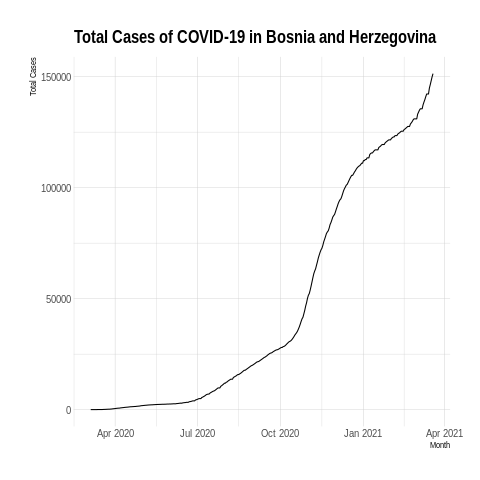 Total Cases of COVID-19 in Bosnia and Herzegovina
Total Cases
150000
100000
50000
0
Apr 2020 Jul 2020 Oct 2020 Jan 2021 Apr 2021
Month